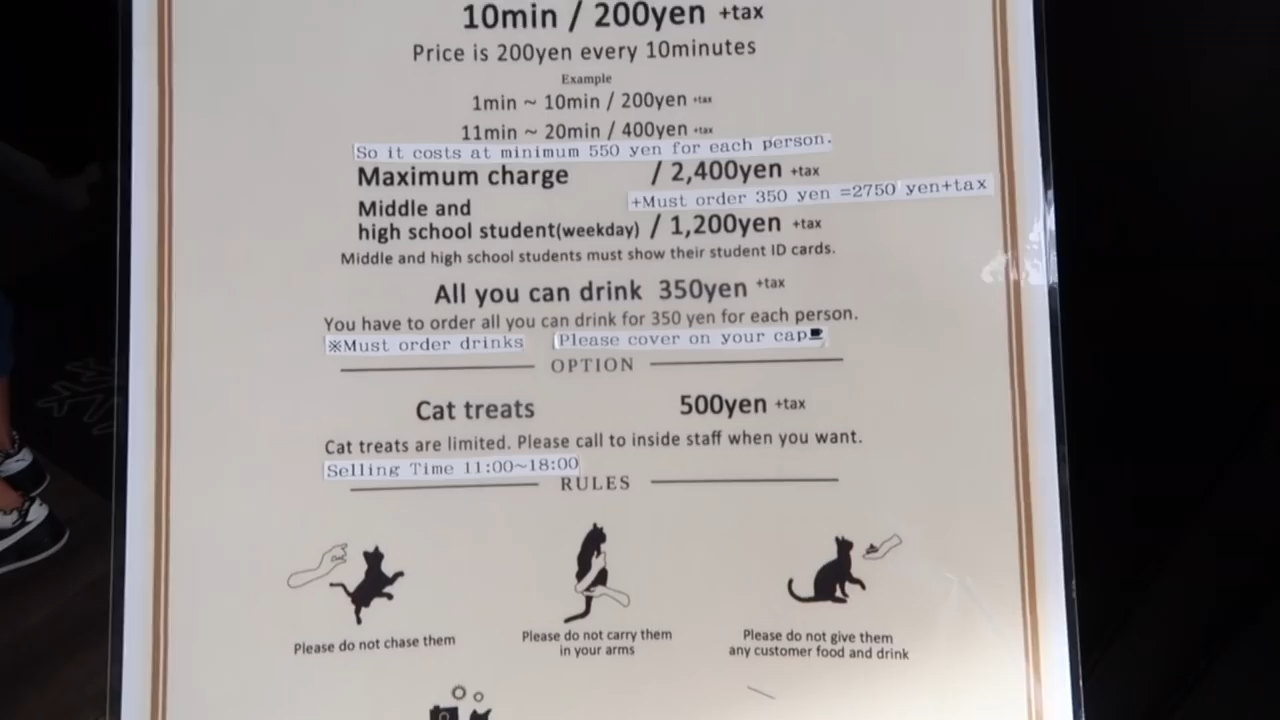 10min / 200yen +tax
Price is 200yen every 10minutes
Example
1min ~ 10min / 200yen +tax
11min ~ 20min / 400yen +tax
So it costs at minimum 550 yen for each person.
Maximum charge / 2,400yen +tax
+Must order 350 yen =2750 yen+tax
Middle and
high school student(weekday) / 1,200yen +tax
Middle and high school students must show their student ID cards.
All you can drink 350yen +tax
You have to order all you can drink for 350 yen for each person.
※Must order drinks Please cover on your cap
OPTION
Cat treats 500yen +tax
Cat treats are limited. Please call to inside staff when you want.
Selling Time 11:00~18:00
RULES
Please do not chase them
Please do not carry them
in your arms
Please do not give them
any customer food and drink